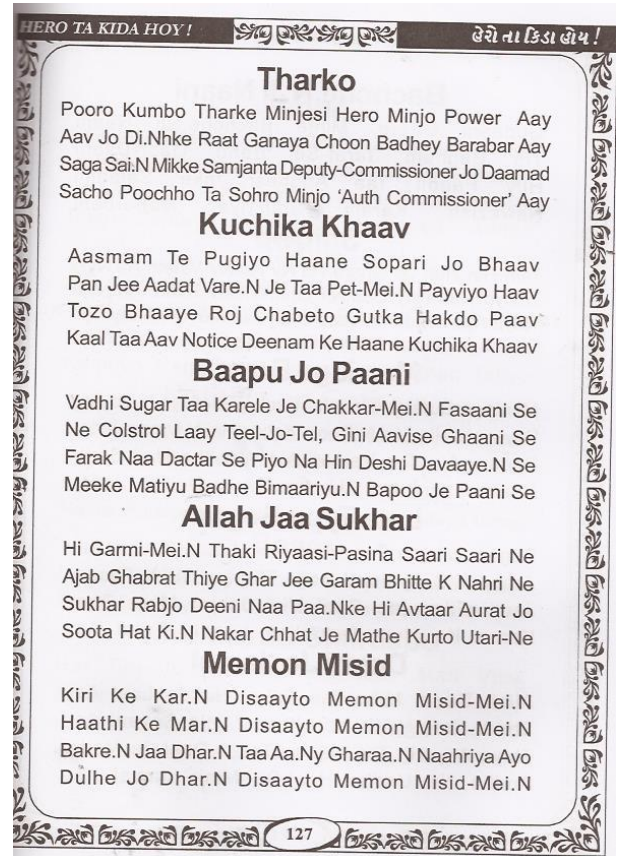 HERO TA KIDA HOY !
હેરો તા કિડા હોય !
Tharko
Pooro Kumbo Tharke Minjesi Hero Minjo Power Aay
Aav Jo Di.Nhke Raat Ganaya Choon Badhey Barabar Aay
Saga Sai:N Mikke Samjanta Deputy-Commissioner Jo Daamad
Sacho Poochho Ta Sohro Minjo ‘Auth Commissioner’ Aay
Kuchika Khaav
Aasmam Te Pugiyo Haane Sopari Jo Bhaav
Pan Jee Aadat Vare.N Je Taa Pet-Mei.N Payviyo Haav
Tozo Bhaaye Roj Chabeto Gutka Hakdo Paav
Kaal Taa Aav Notice Deenam Ke Haane Kuchika Khaav
Baapu Jo Paani
Vadhi Sugar Taa Karele Je Chakkar-Mei.N Fasaani Se
Ne Colstrol Laay Teel-Jo-Tel, Gini Aavise Ghaani Se
Farak Naa Dactar Se Piyo Na Hin Deshi Davaaye.N Se
Meeke Matiyu Badhe Bimaariyu.N Bapoo Je Paani Se
Allah Jaa Sukhar
Hi Garmi-Mei.N Thaki Riyaasi-Pasina Saari Saari Ne
Ajab Ghabrat Thiye Ghar Jee Garam Bhitte K Nahri Ne
Sukhar Rabjo Deeni Naa Paa.Nke Hi Avtaar Aurat Jo
Soota Hat Ki.N Nakar Chhat Je Mathe Kurto Utari-Ne
Memon Misid
Kiri Ke Kar.N Disaayto Memon Misid-Mei.N
Haathi Ke Mar.N Disaayto Memon Misid-Mei.N
Bakre.N Jaa Dhar.N Taa Aa.Ny Gharaa.N Naahriya Ayo
Dulhe Jo Dhar.N Disaayto Memon Misid-Mei.N
127